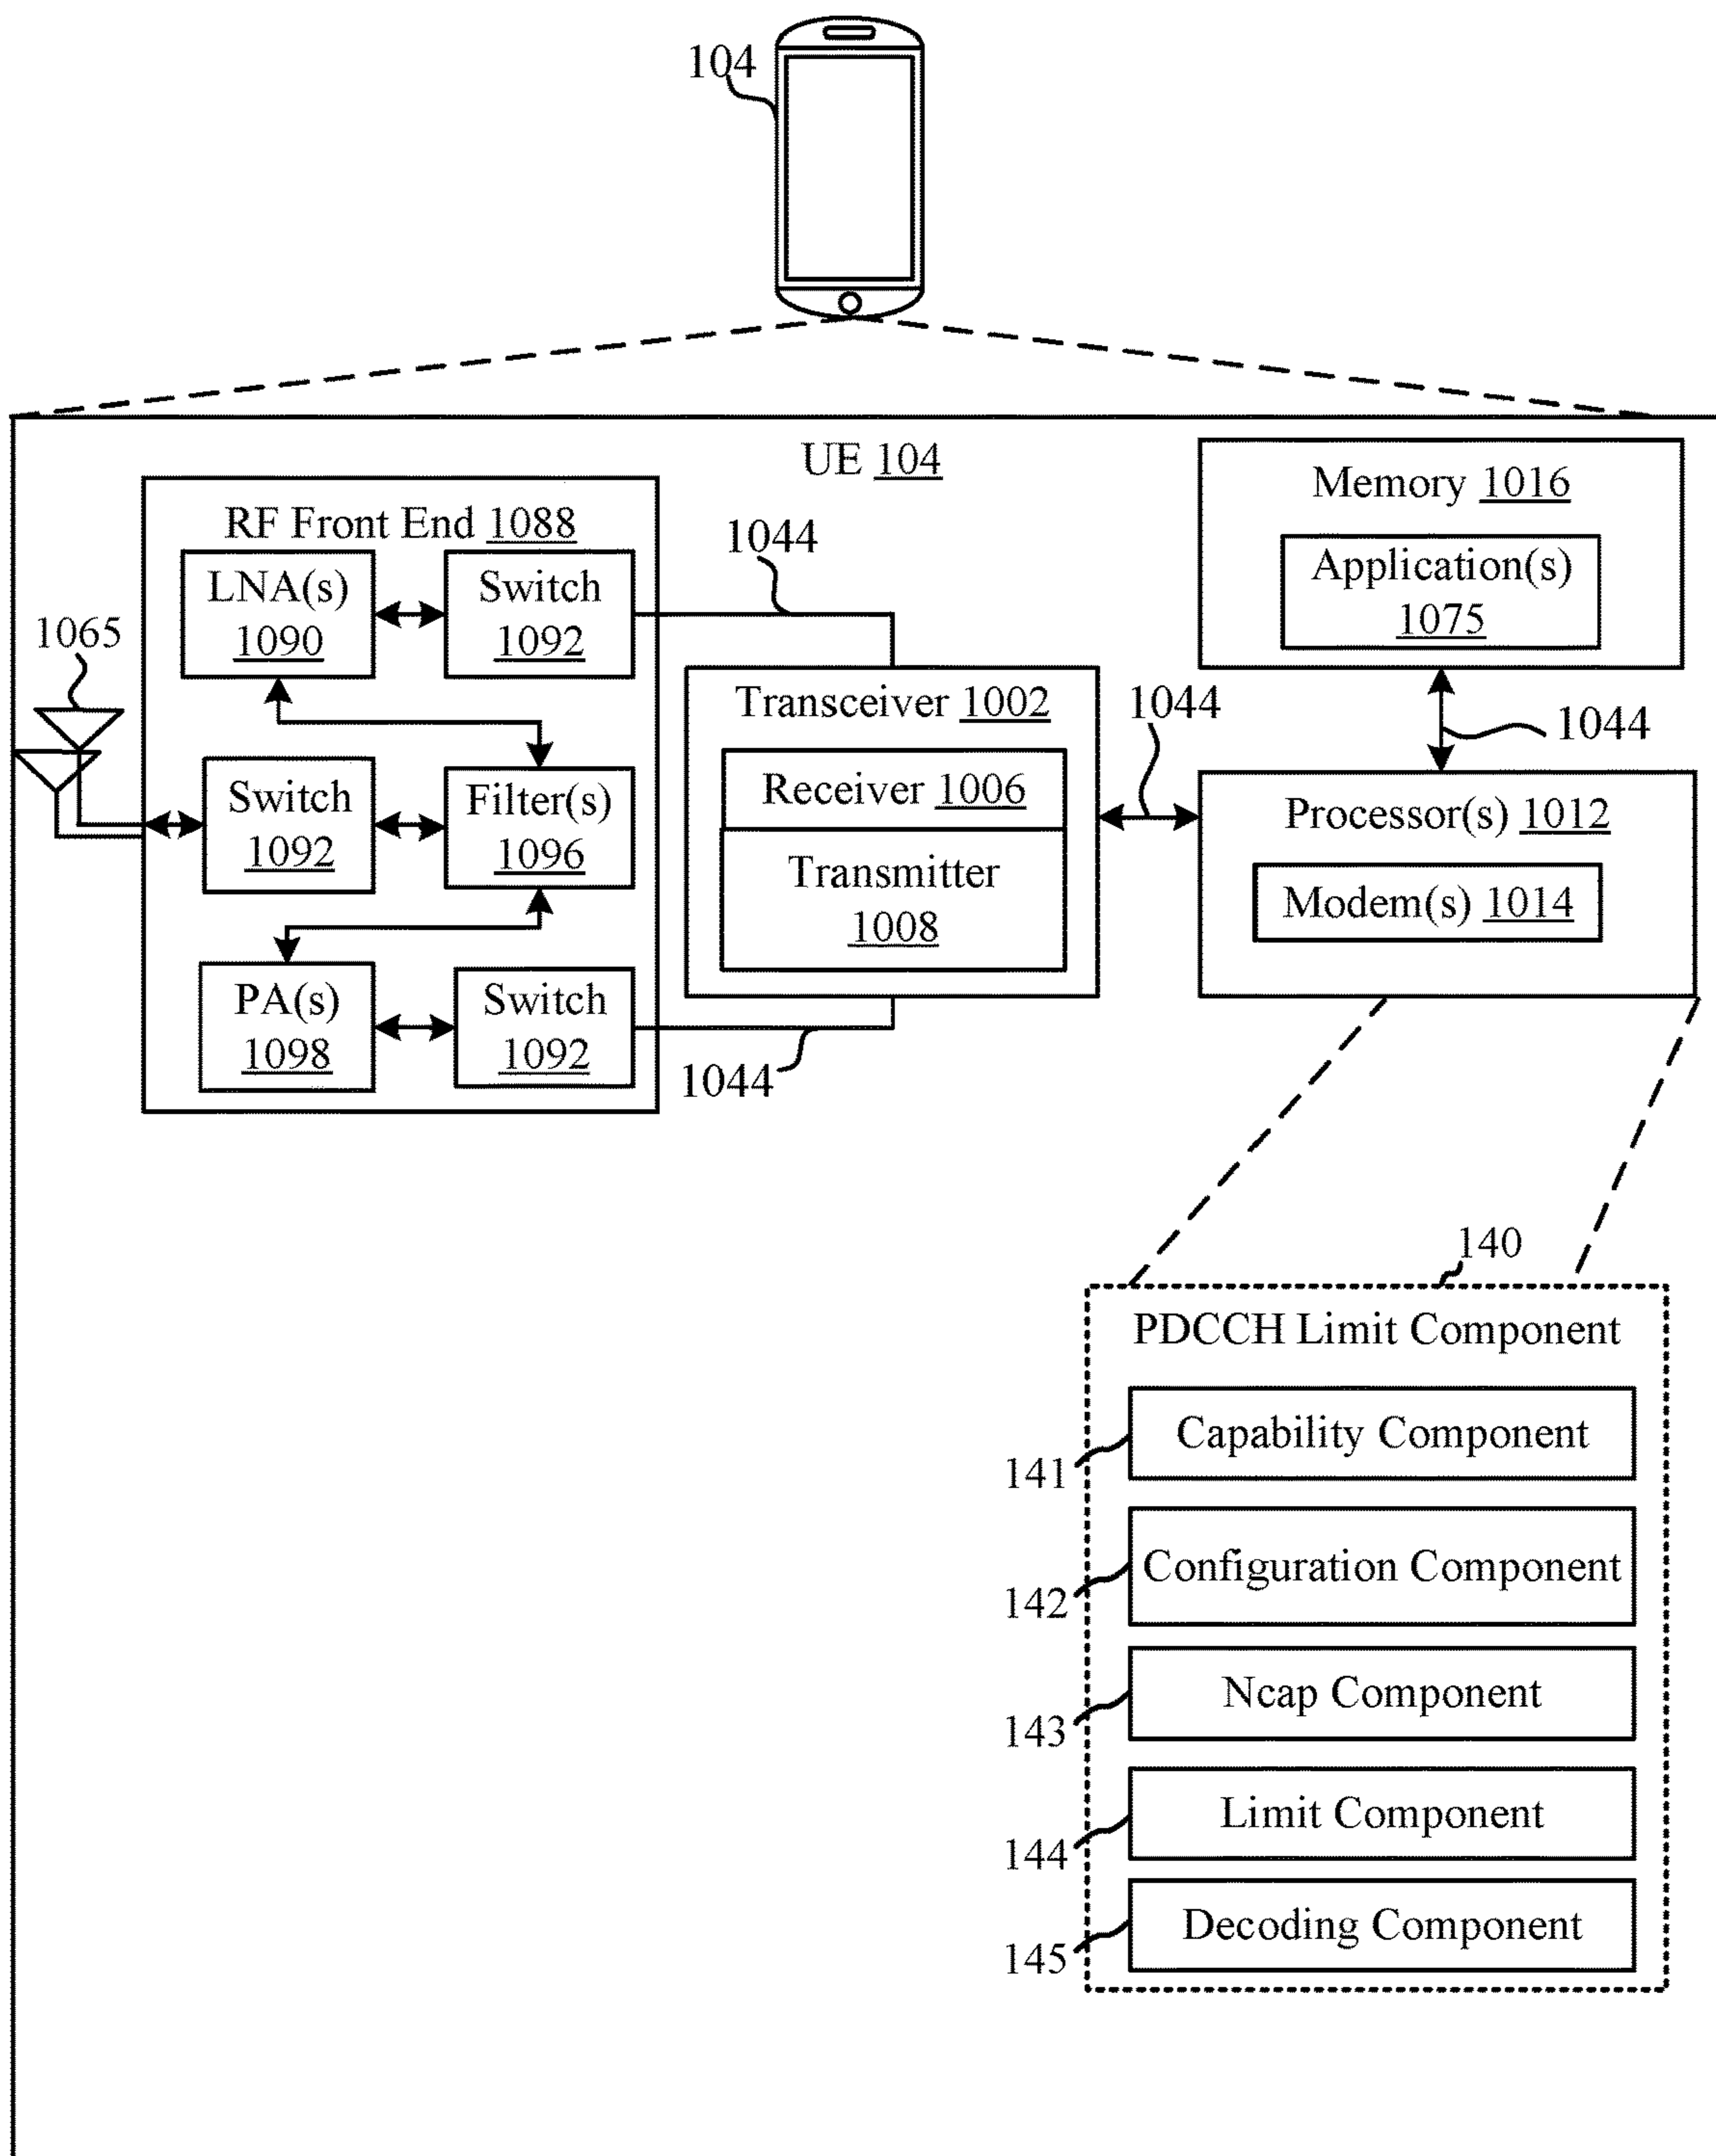 104
UE 104
RF Front End 1088
LNA(s)
1090
Switch
1092
1044
1065
Switch
1092
Filter(s)
1096
PA(s)
1098
Switch
1092
1044
Transceiver 1002
Receiver 1006
Transmitter
1008
1044
Memory 1016
Application(s)
1075
1044
Processor(s) 1012
Modem(s) 1014
140
PDCCH Limit Component
Capability Component
141
Configuration Component
142
Ncap Component
143
Limit Component
144
Decoding Component
145